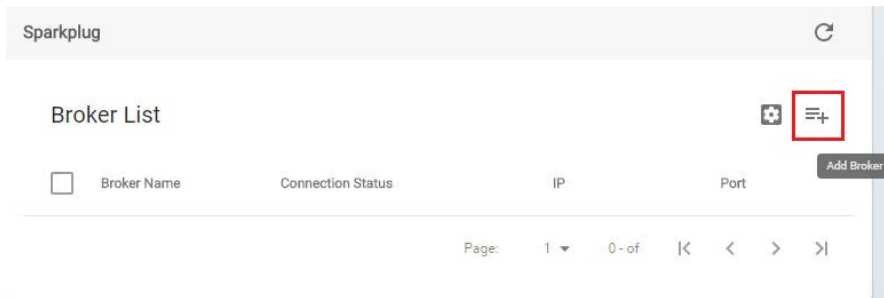 Sparkplug
Broker List
Add Broker
Broker Name Connection Status IP Port
Page: 1 0 - of